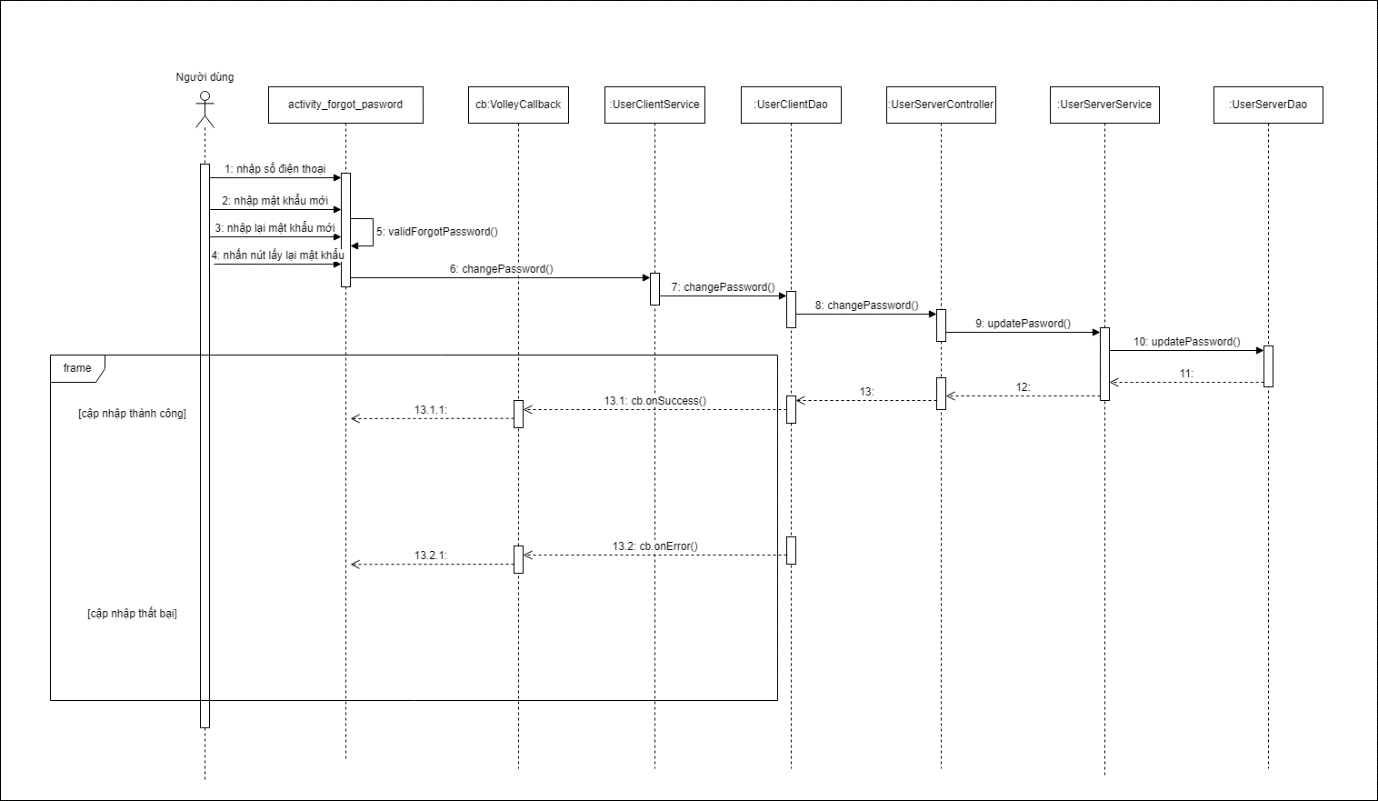 Người dùng
activity_forgot_pasword
cb:VolleyCallback
:UserClientService
:UserClientDao
:UserServerController
:UserServerService
:UserServerDao
1: nhập số điện thoại
2: nhập mật khẩu mới
3: nhập lại mật khẩu mới
5: validForgotPassword()
4: nhấn nút lấy lại mật khẩu
6: changePassword()
7: changePassword()
8: changePassword()
9: updatePasword()
10: updatePassword()
frame
11:
12:
13:
13.1: cb.onSuccess()
13.1.1:
[cập nhập thành công]
13.2: cb.onError()
13.2.1:
[cập nhập thất bại]